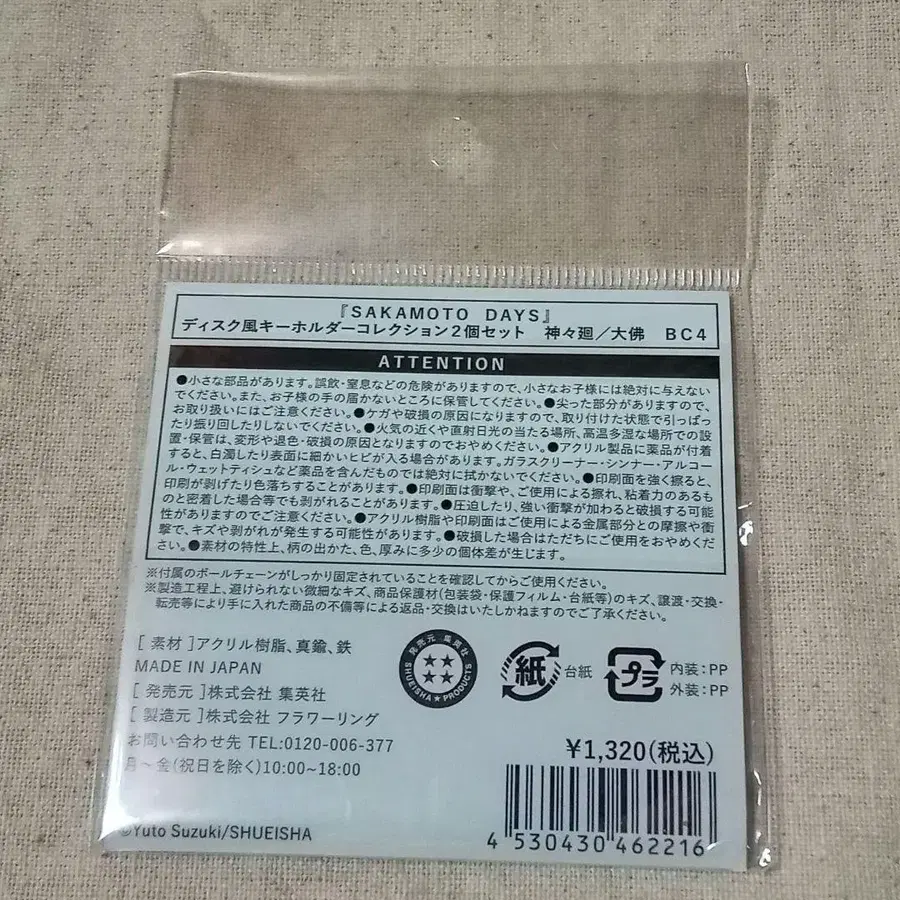 『SAKAMOTO DAYS』
ディスク風キーホルダーコレクション2個セット 神々廻／大佛 BC4
ATTENTION
●小さな部品があります。誤飲・窒息などの危険がありますので、小さなお子様には絶対に与えない
でください。また、お子様の手の届かないところに保管してください。●尖った部分がありますので、
お取り扱いにはご注意ください。●ケガや破損の原因になりますので、取り付けた状態で引っぱっ
たり振り回したりしないでください。●火気の近くや直射日光の当たる場所、高温多湿な場所での設
置・保管は、変形や退色・破損の原因となりますのでおやめください。●アクリル製品に薬品が付着
すると、白濁したり表面に細かいヒビが入る場合があります。ガラスクリーナー・シンナー・アルコー
ル・ウェットティシュなど薬品を含んだものでは絶対に拭かないでください。●印刷面を強く擦ると、
印刷が剥げたり色落ちすることがあります。●印刷面は衝撃や、ご使用による擦れ、粘着力のあるも
のと密着した場合等でも剥がれることがあります。●圧迫したり、強い衝撃が加わると破損する可能
性がありますのでご注意ください。●アクリル樹脂や印刷面はご使用による金属部分との摩擦や衝
撃で、キズや剥がれが発生する可能性があります。●破損した場合はただちにご使用をおやめくだ
さい。●素材の特性上、柄の出かた、色、厚みに多少の個体差が生じます。
※付属のボールチェーンがしっかり固定されていることを確認してからご使用ください。
※製造工程上、避けられない微細なキズ、商品保護材(包装袋・保護フィルム・台紙等)のキズ、譲渡・交換・
転売等により手に入れた商品の不備等による返品・交換はいたしかねますのでご了承ください。
[ 素材 ]アクリル樹脂、真鍮、鉄
MADE IN JAPAN
[ 発売元 ]株式会社 集英社
[ 製造元 ]株式会社 フラワーリング
お問い合わせ先 TEL:0120-006-377
月～金(祝日を除く)10:00~18:00
©Yuto Suzuki/SHUEISHA
発売元 集英社
SHUEISHA★PRODUCTS
紙 台紙
プラ 内装:PP
外装:PP
¥1,320(税込)
4 530430 462216